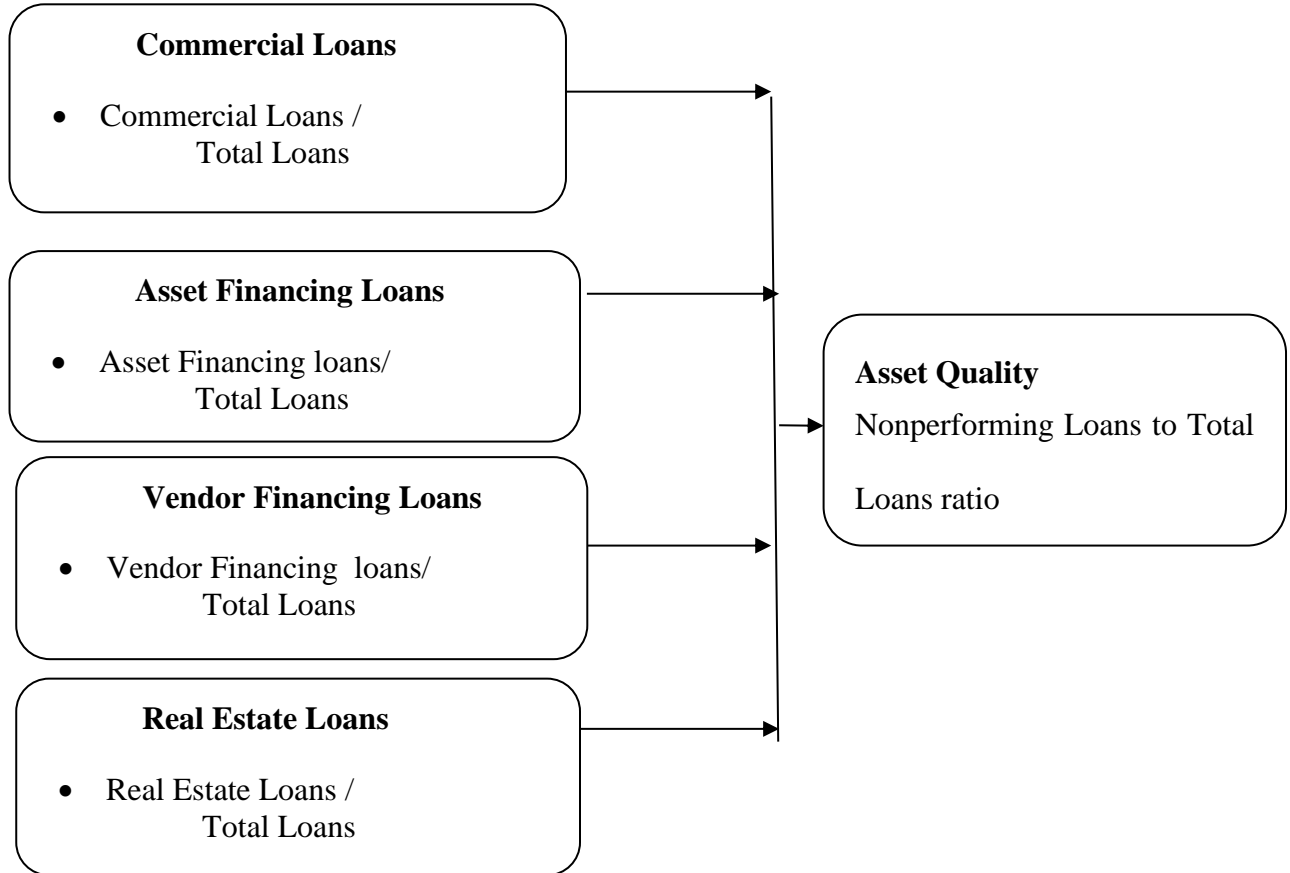 Commercial Loans
• Commercial Loans /
Total Loans
Asset Financing Loans
• Asset Financing loans/
Total Loans
Vendor Financing Loans
• Vendor Financing loans/
Total Loans
Real Estate Loans
• Real Estate Loans /
Total Loans
Asset Quality
Nonperforming Loans to Total
Loans ratio